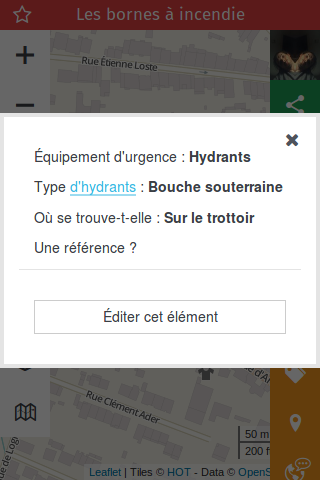 Les bornes à incendie
Rue Étienne Loste
Équipement d'urgence : Hydrants
Type d'hydrants : Bouche souterraine
Où se trouve-t-elle : Sur le trottoir
Une référence ?
Éditer cet élément
Rue Clément Ader
50 m
200 f
Leaflet | Tiles © HOT - Data © OpenS